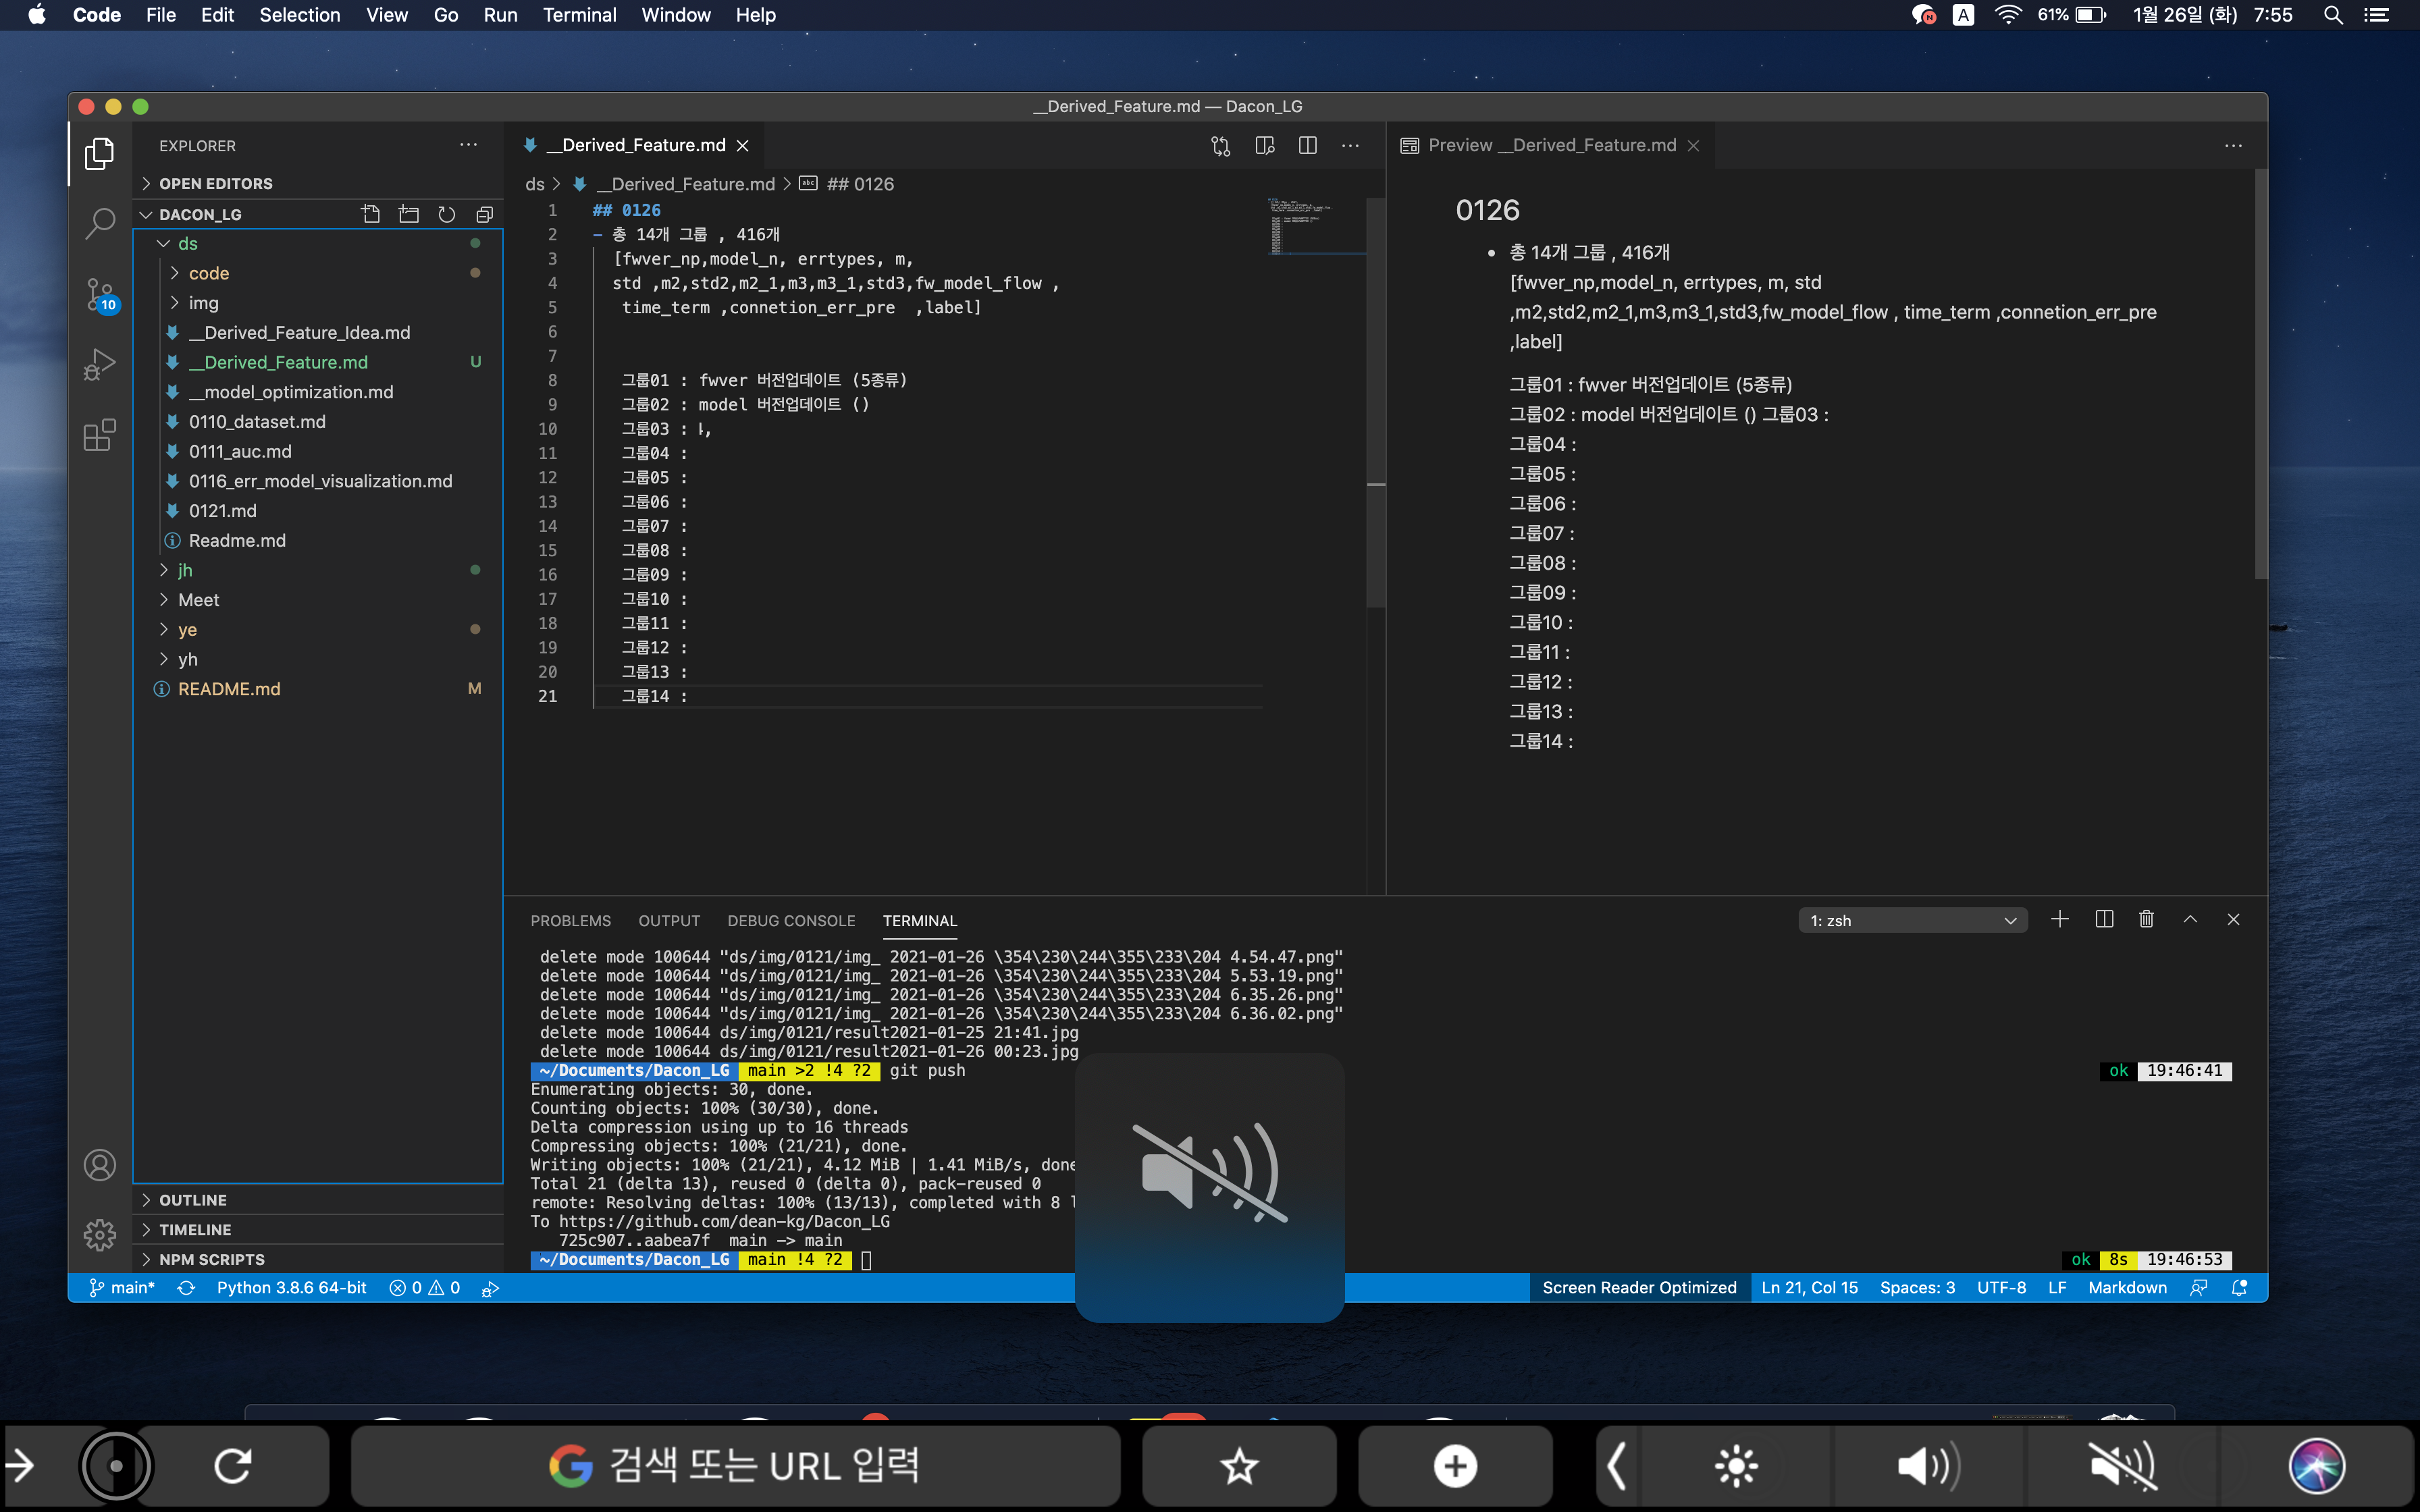 Code File Edit Selection View Go Run Terminal Window Help
A 61% 1월 26일 (화) 7:55
__Derived_Feature.md — Dacon_LG
EXPLORER
OPEN EDITORS
DACON_LG
ds
code
img
__Derived_Feature_Idea.md
__Derived_Feature.md U
__model_optimization.md
0110_dataset.md
0111_auc.md
0116_err_model_visualization.md
0121.md
Readme.md
jh
Meet
ye
yh
README.md M
10
OUTLINE
TIMELINE
NPM SCRIPTS
__Derived_Feature.md
ds > __Derived_Feature.md > ## 0126
1 ## 0126
2 - 총 14개 그룹 , 416개
3 [fwver_np,model_n, errtypes, m,
4 std ,m2,std2,m2_1,m3,m3_1,std3,fw_model_flow ,
5 time_term ,connetion_err_pre ,label]
6
7
8 그룹01 : fwver 버전업데이트 (5종류)
9 그룹02 : model 버전업데이트 ()
10 그룹03 :
11 그룹04 :
12 그룹05 :
13 그룹06 :
14 그룹07 :
15 그룹08 :
16 그룹09 :
17 그룹10 :
18 그룹11 :
19 그룹12 :
20 그룹13 :
21 그룹14 :
Preview __Derived_Feature.md
0126
• 총 14개 그룹 , 416개
[fwver_np,model_n, errtypes, m, std
,m2,std2,m2_1,m3,m3_1,std3,fw_model_flow , time_term ,connetion_err_pre
,label]
그룹01 : fwver 버전업데이트 (5종류)
그룹02 : model 버전업데이트 () 그룹03 :
그룹04 :
그룹05 :
그룹06 :
그룹07 :
그룹08 :
그룹09 :
그룹10 :
그룹11 :
그룹12 :
그룹13 :
그룹14 :
PROBLEMS OUTPUT DEBUG CONSOLE TERMINAL 1: zsh
delete mode 100644 "ds/img/0121/img_ 2021-01-26 \354\230\244\355\233\204 4.54.47.png"
delete mode 100644 "ds/img/0121/img_ 2021-01-26 \354\230\244\355\233\204 5.53.19.png"
delete mode 100644 "ds/img/0121/img_ 2021-01-26 \354\230\244\355\233\204 6.35.26.png"
delete mode 100644 "ds/img/0121/img_ 2021-01-26 \354\230\244\355\233\204 6.36.02.png"
delete mode 100644 ds/img/0121/result2021-01-25 21:41.jpg
delete mode 100644 ds/img/0121/result2021-01-26 00:23.jpg
~/Documents/Dacon_LG main >2 !4 ?2 git push ok 19:46:41
Enumerating objects: 30, done.
Counting objects: 100% (30/30), done.
Delta compression using up to 16 threads
Compressing objects: 100% (21/21), done.
Writing objects: 100% (21/21), 4.12 MiB | 1.41 MiB/s, done
Total 21 (delta 13), reused 0 (delta 0), pack-reused 0
remote: Resolving deltas: 100% (13/13), completed with 8
To https://github.com/dean-kg/Dacon_LG
725c907..aabea7f main -> main
~/Documents/Dacon_LG main !4 ?2 ok 8s 19:46:53
main* Python 3.8.6 64-bit 0 0 Screen Reader Optimized Ln 21, Col 15 Spaces: 3 UTF-8 LF Markdown
검색 또는 URL 입력